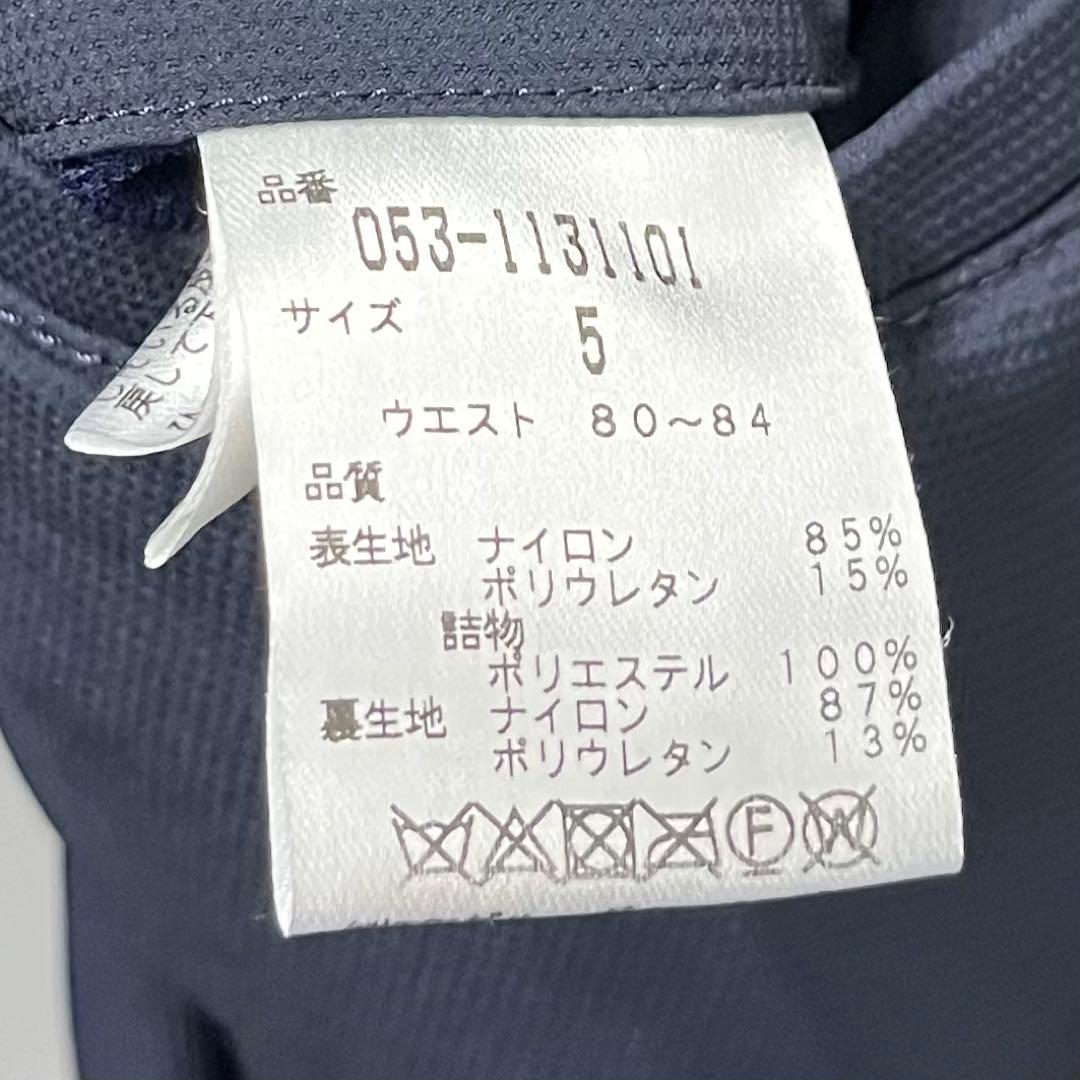 品番
053-1131101
サイズ 5
ウエスト 80~84
品質
表生地 ナイロン 85%
ポリウレタン 15%
詰物
ポリエステル 100%
裏生地 ナイロン 87%
ポリウレタン 13%
F W